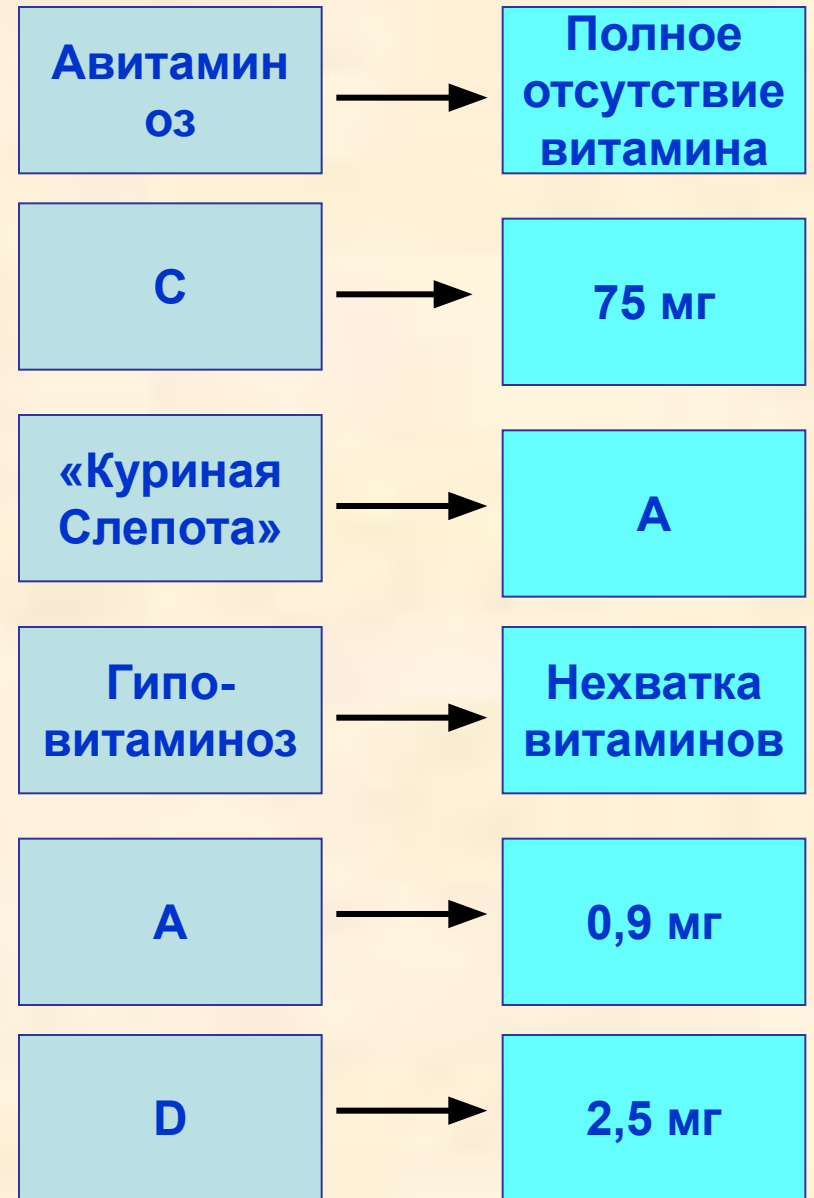 Авитамин
оз
Полное
отсутствие
витамина
С
75 мг
«Куриная
Слепота»
А
Гипо-
витаминоз
Нехватка
витаминов
А
0,9 мг
D
2,5 мг